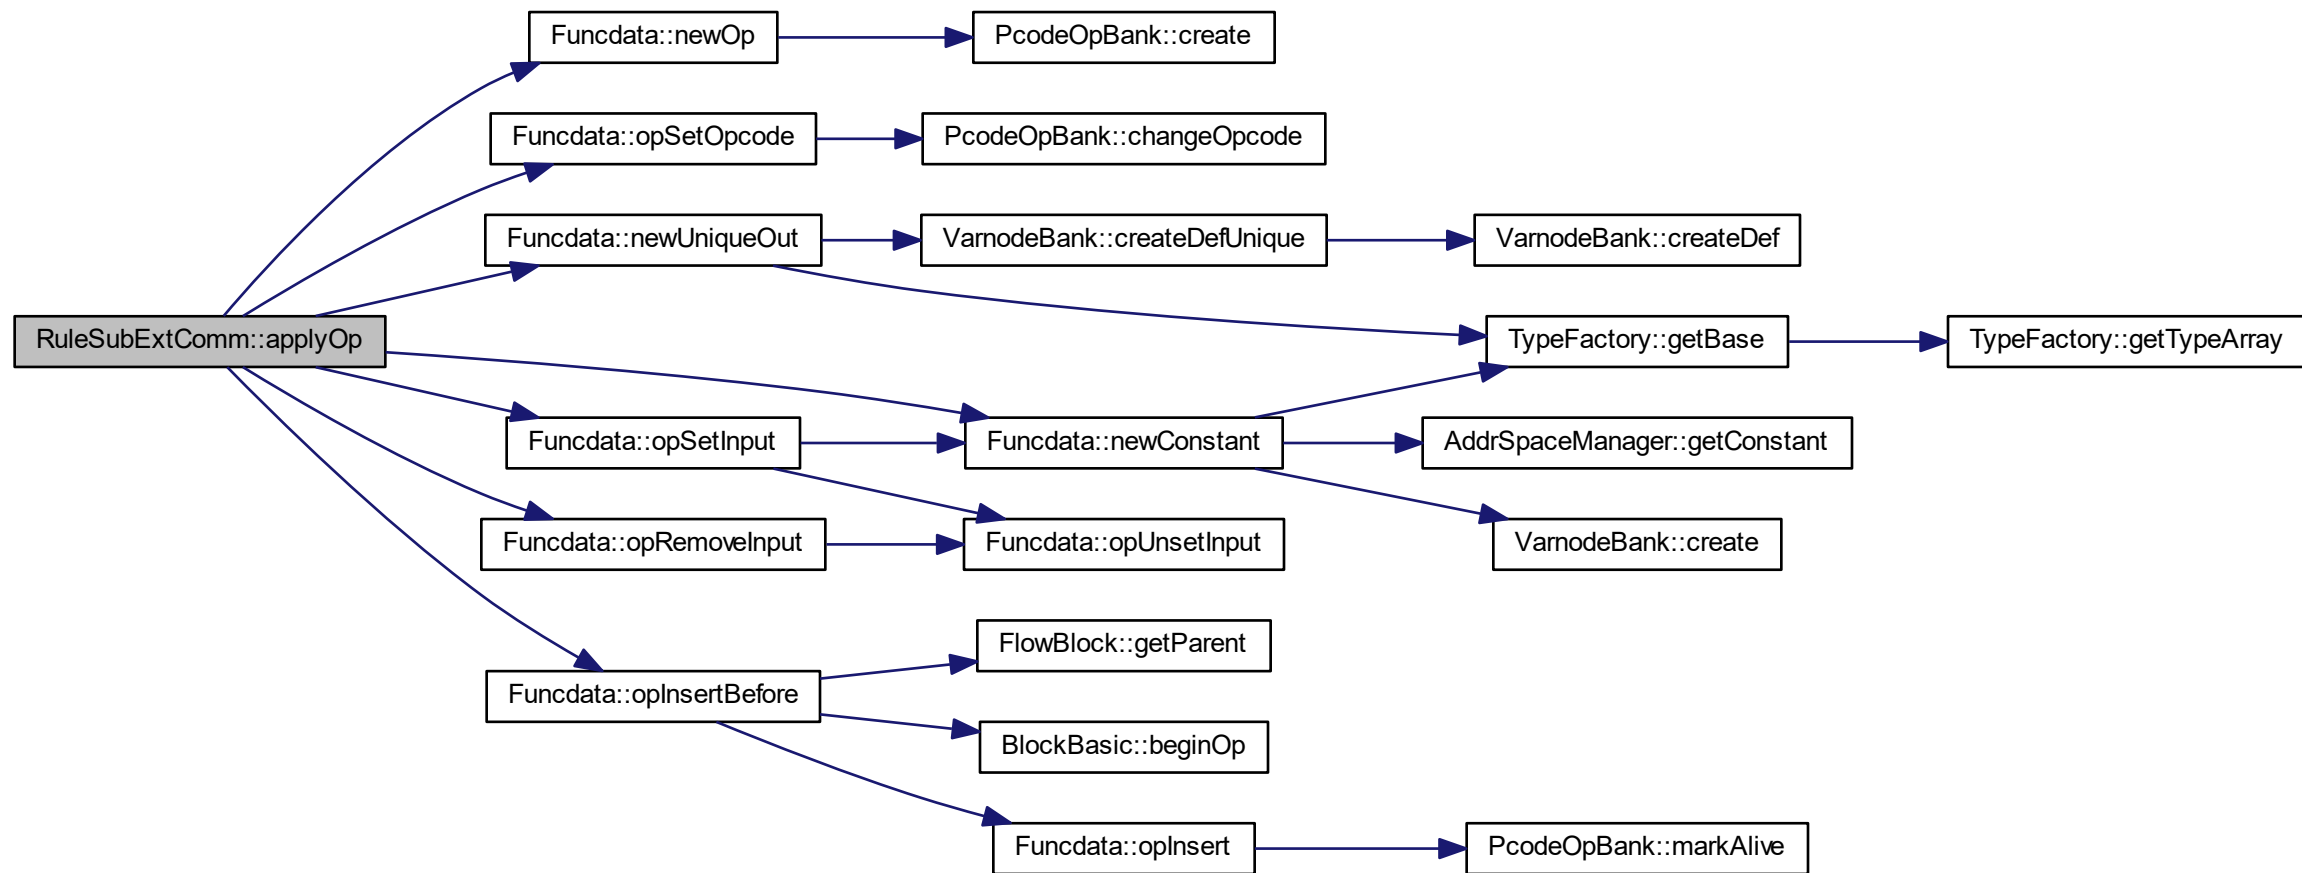 Funcdata::newOp
PcodeOpBank::create
Funcdata::opSetOpcode
PcodeOpBank::changeOpcode
Funcdata::newUniqueOut
VarnodeBank::createDefUnique
VarnodeBank::createDef
RuleSubExtComm::applyOp
TypeFactory::getBase
TypeFactory::getTypeArray
Funcdata::opSetInput
Funcdata::newConstant
AddrSpaceManager::getConstant
Funcdata::opRemoveInput
Funcdata::opUnsetInput
VarnodeBank::create
FlowBlock::getParent
Funcdata::opInsertBefore
BlockBasic::beginOp
Funcdata::opInsert
PcodeOpBank::markAlive